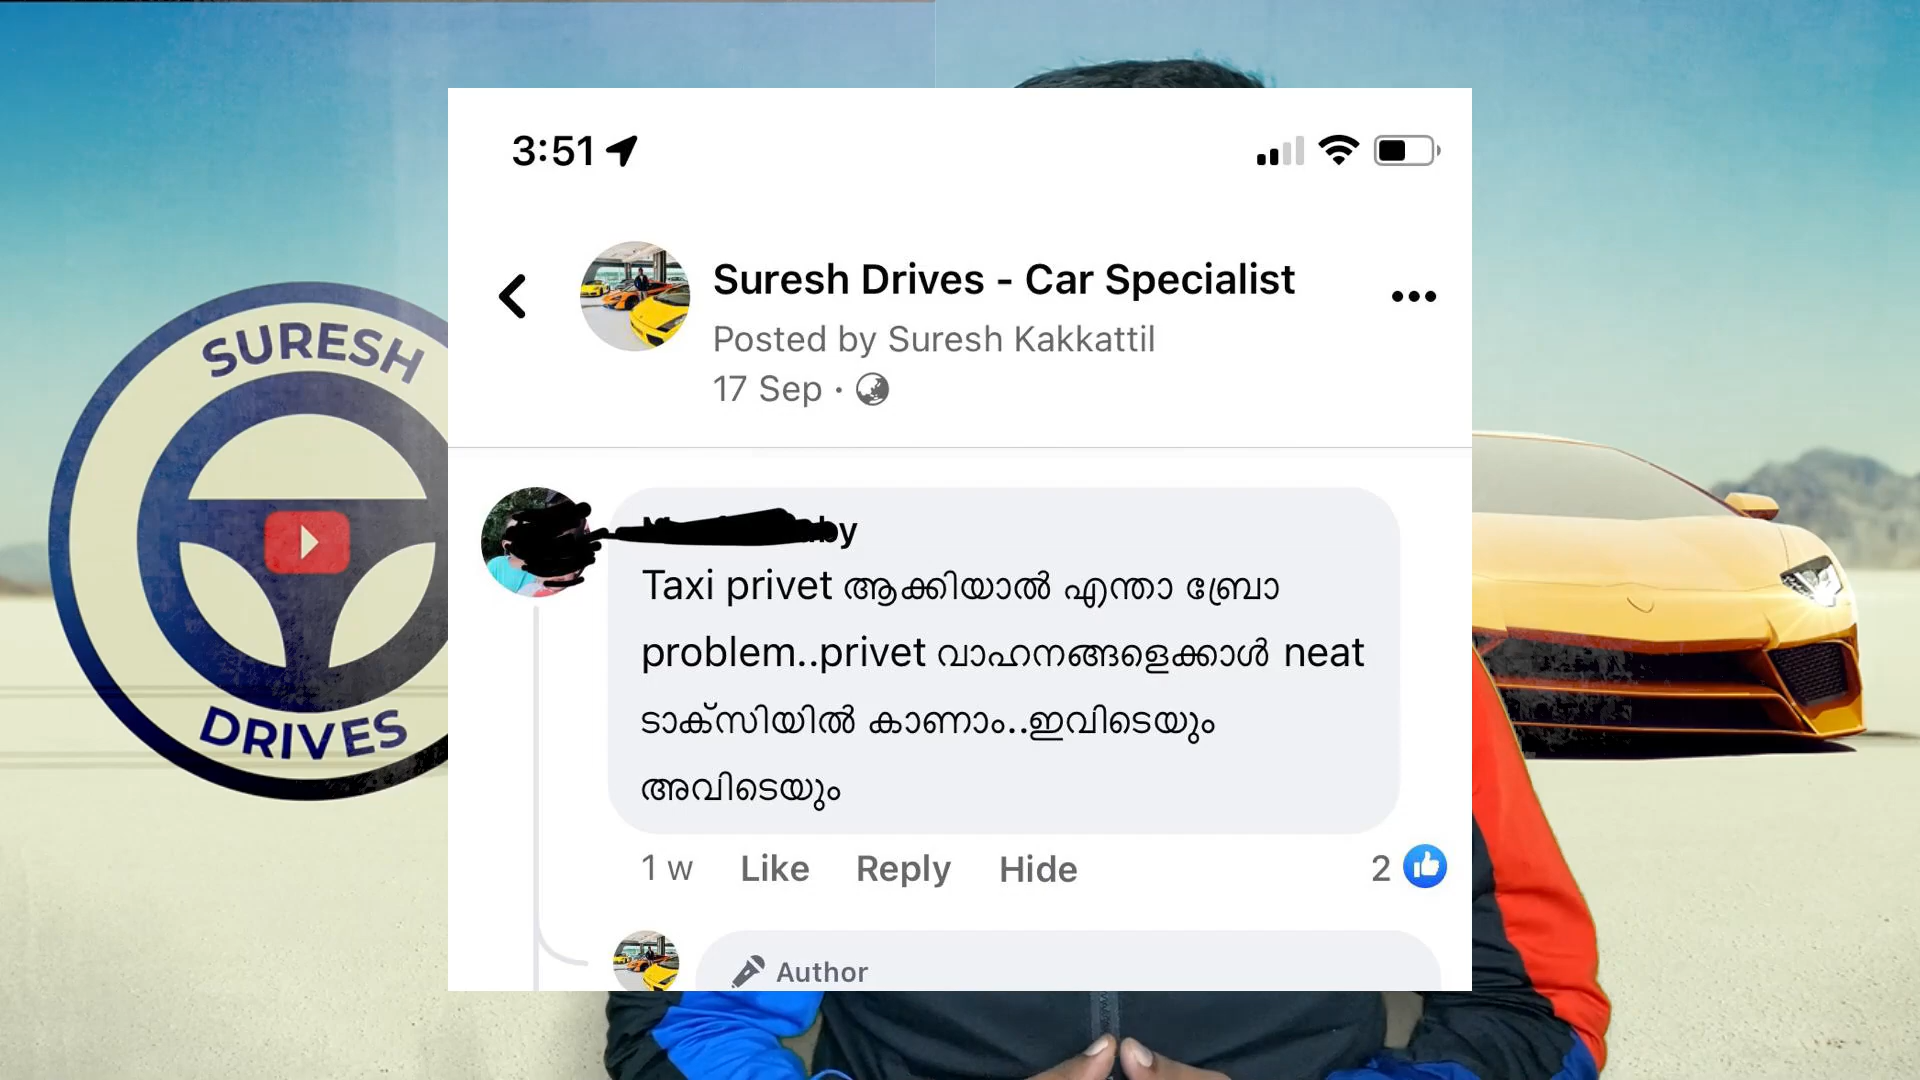 SURESH
DRIVES
3:51
Suresh Drives - Car Specialist
Posted by Suresh Kakkattil
17 Sep ·
Taxi privet ആക്കിയാൽ എന്താ ബ്രോ
problem..privet വാഹനങ്ങളെക്കാൾ neat
ടാക്സിയിൽ കാണാം..ഇവിടെയും
അവിടെയും
1 w Like Reply Hide 2
Author